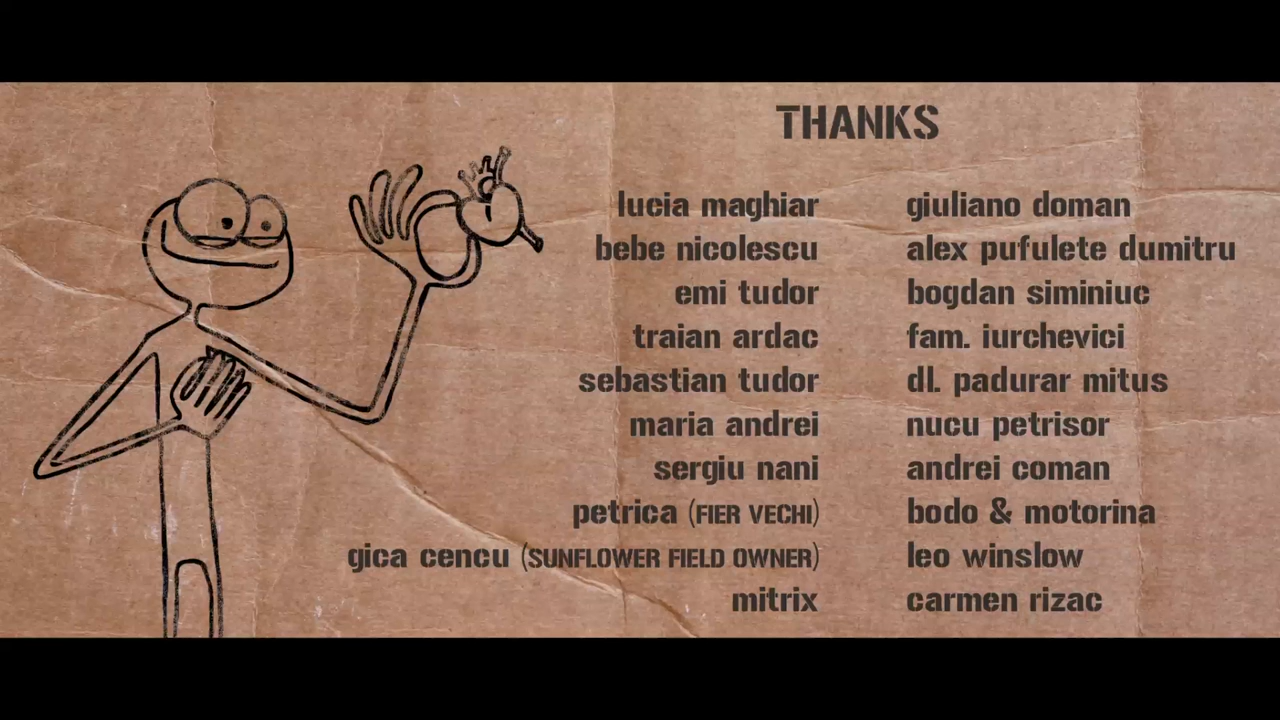 THANKS
lucia maghiar giuliano doman
bebe nicolescu alex pufulete dumitru
emi tudor bogdan siminiuc
traian ardac fam. iurchevici
sebastian tudor dl. padurar mitus
maria andrei nucu petrisor
sergiu nani andrei coman
petrica (FIER VECHI) bodo & motorina
gica cencu (SUNFLOWER FIELD OWNER) leo winslow
mitrix carmen rizac